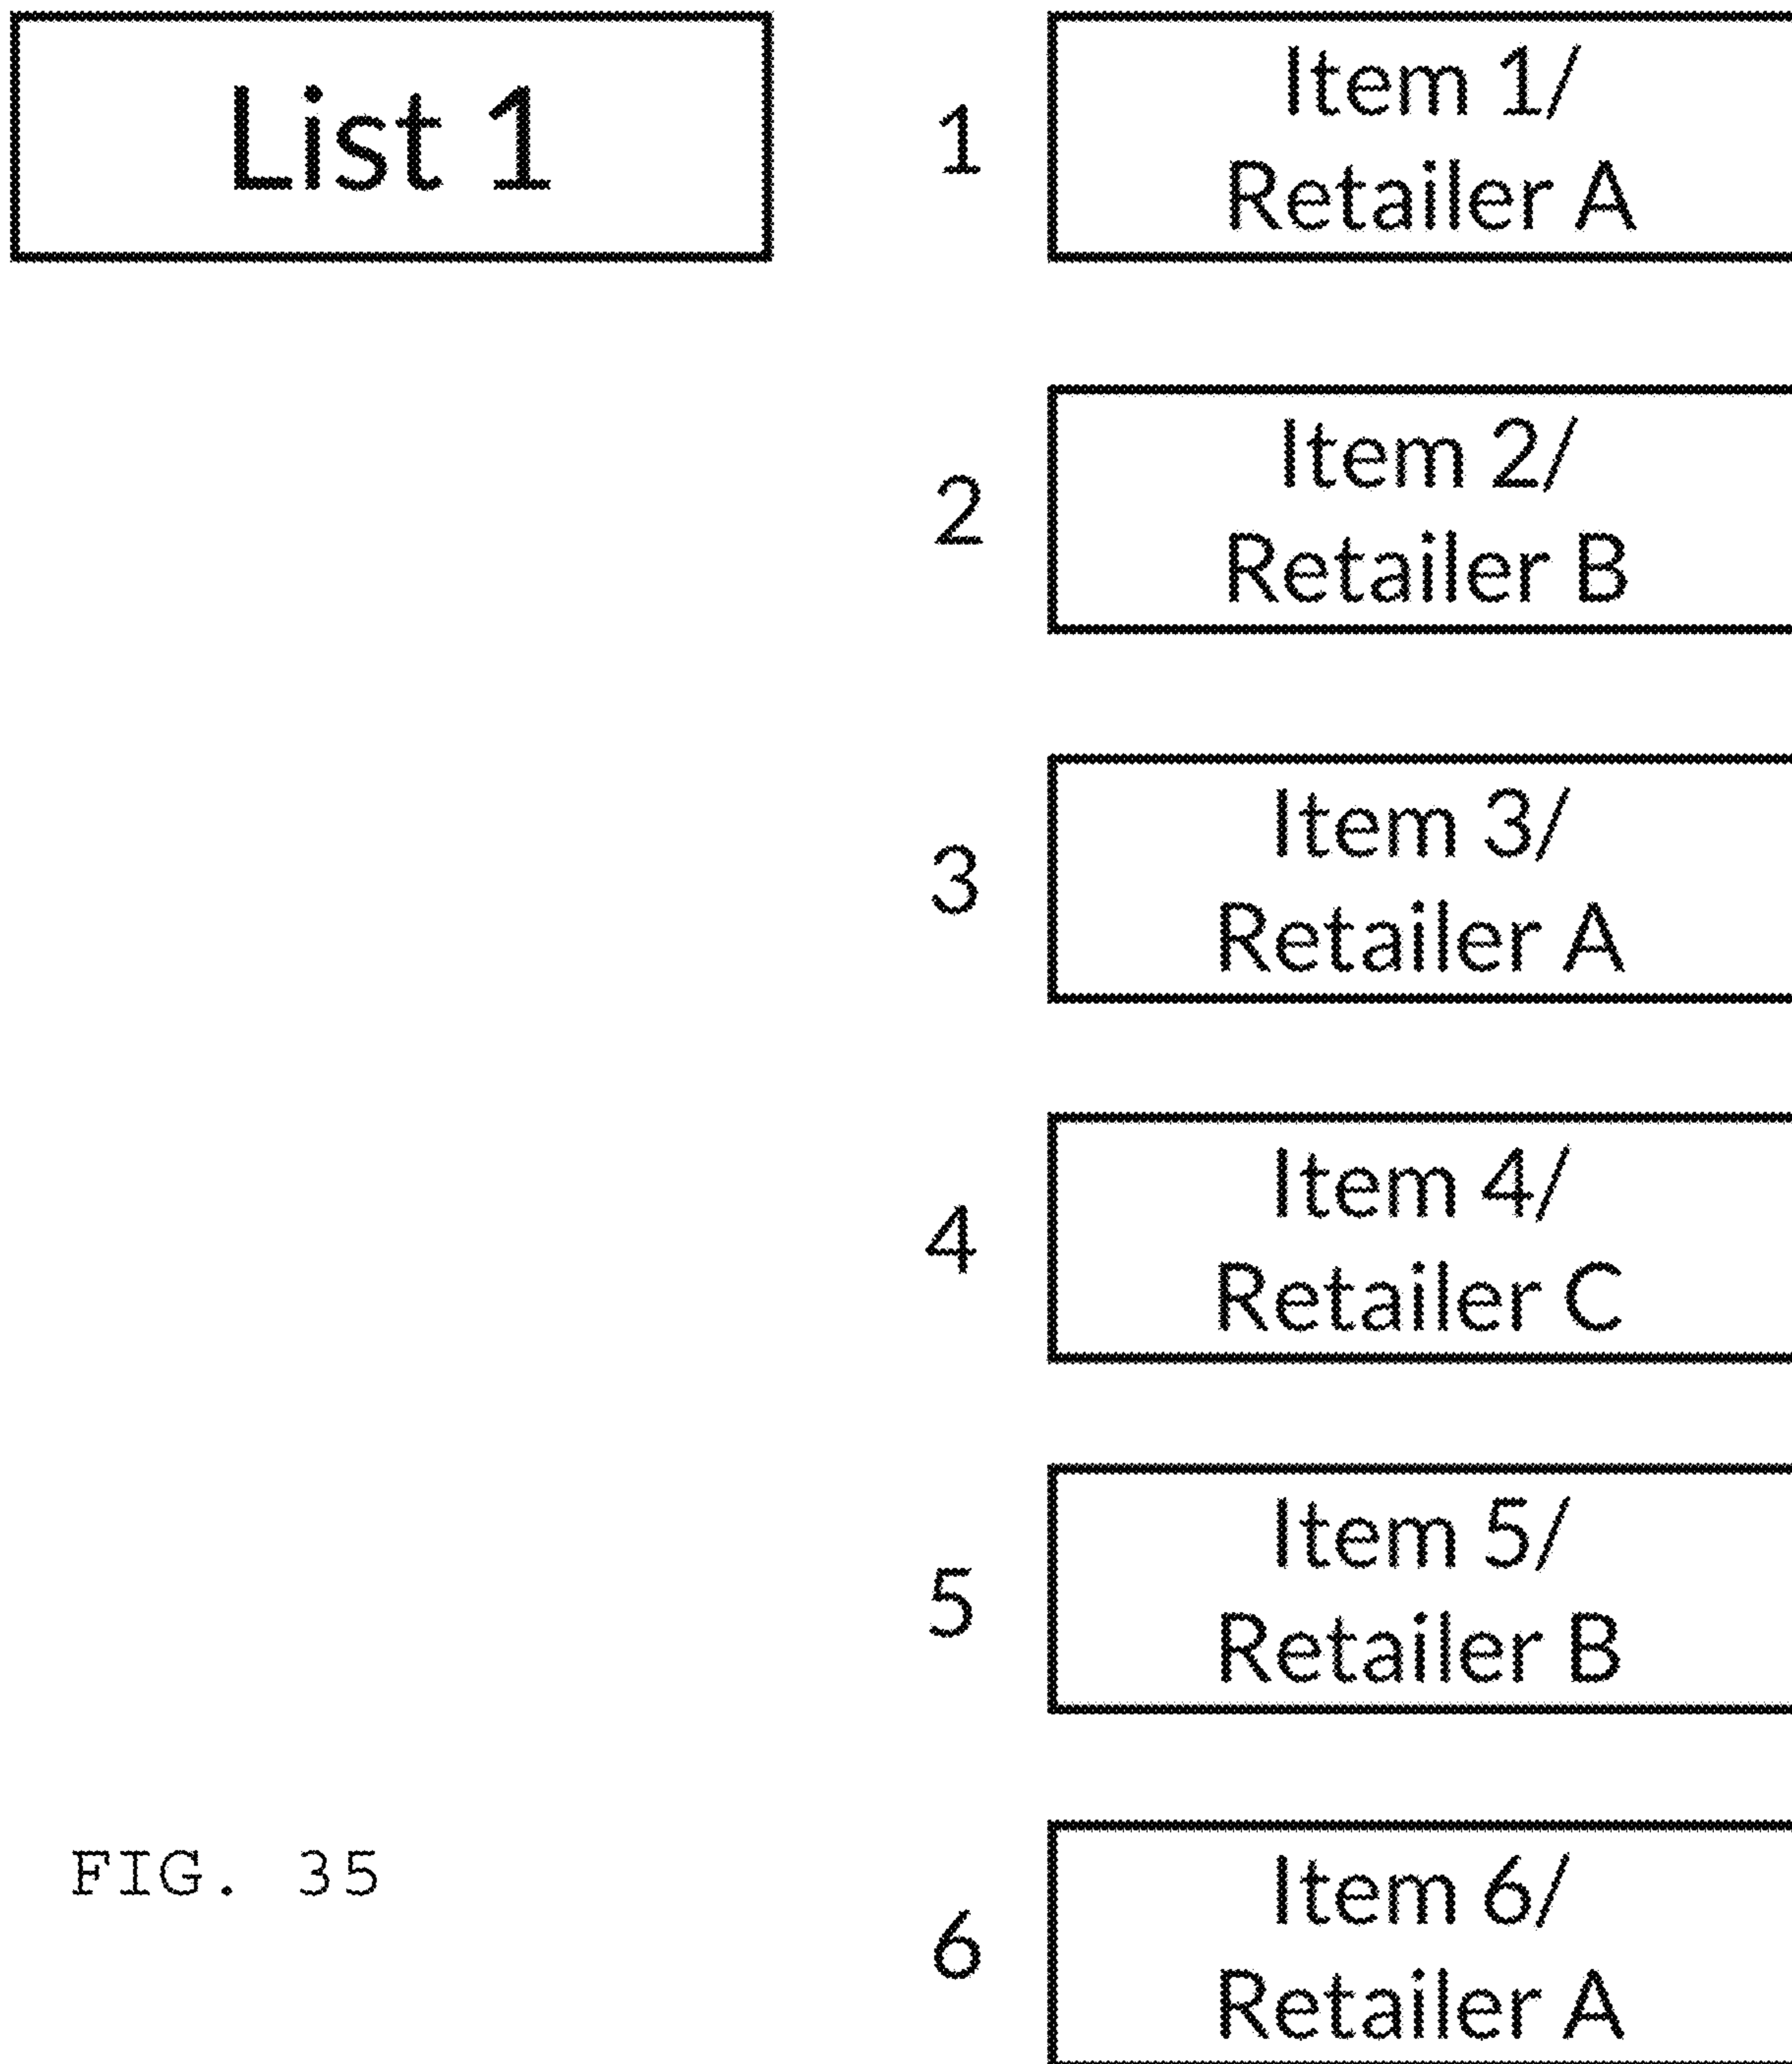 List 1
1
Item 1/
Retailer A
2
Item 2/
Retailer B
3
Item 3/
Retailer A
4
Item 4/
Retailer C
5
Item 5/
Retailer B
FIG. 35
6
Item 6/
Retailer A